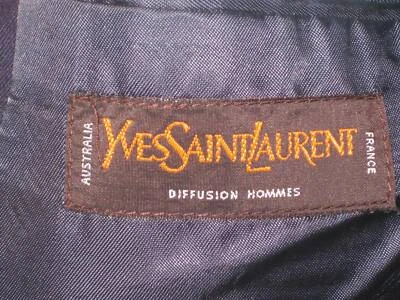 AUSTRALIA
YVESSAINTLAURENT
FRANCE
DIFFUSION HOMMES